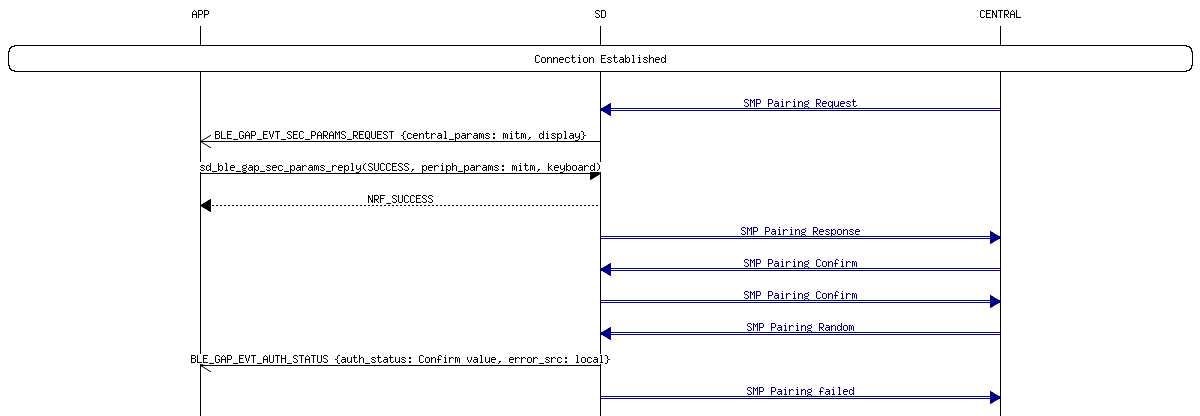 APP SD CENTRAL
Connection Established
SMP Pairing Request
BLE_GAP_EVT_SEC_PARAMS_REQUEST {central_params: mitm, display}
sd_ble_gap_sec_params_reply(SUCCESS, periph_params: mitm, keyboard)
NRF_SUCCESS
SMP Pairing Response
SMP Pairing Confirm
SMP Pairing Confirm
SMP Pairing Random
BLE_GAP_EVT_AUTH_STATUS {auth_status: Confirm value, error_src: local}
SMP Pairing failed